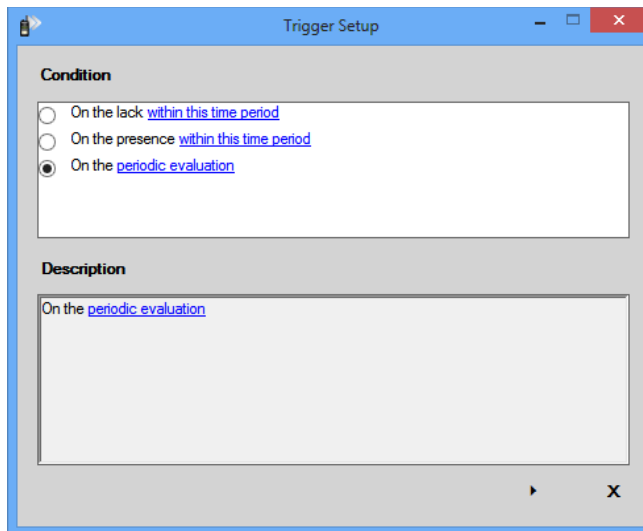 Trigger Setup
Condition
On the lack within this time period
On the presence within this time period
On the periodic evaluation
Description
On the periodic evaluation
X